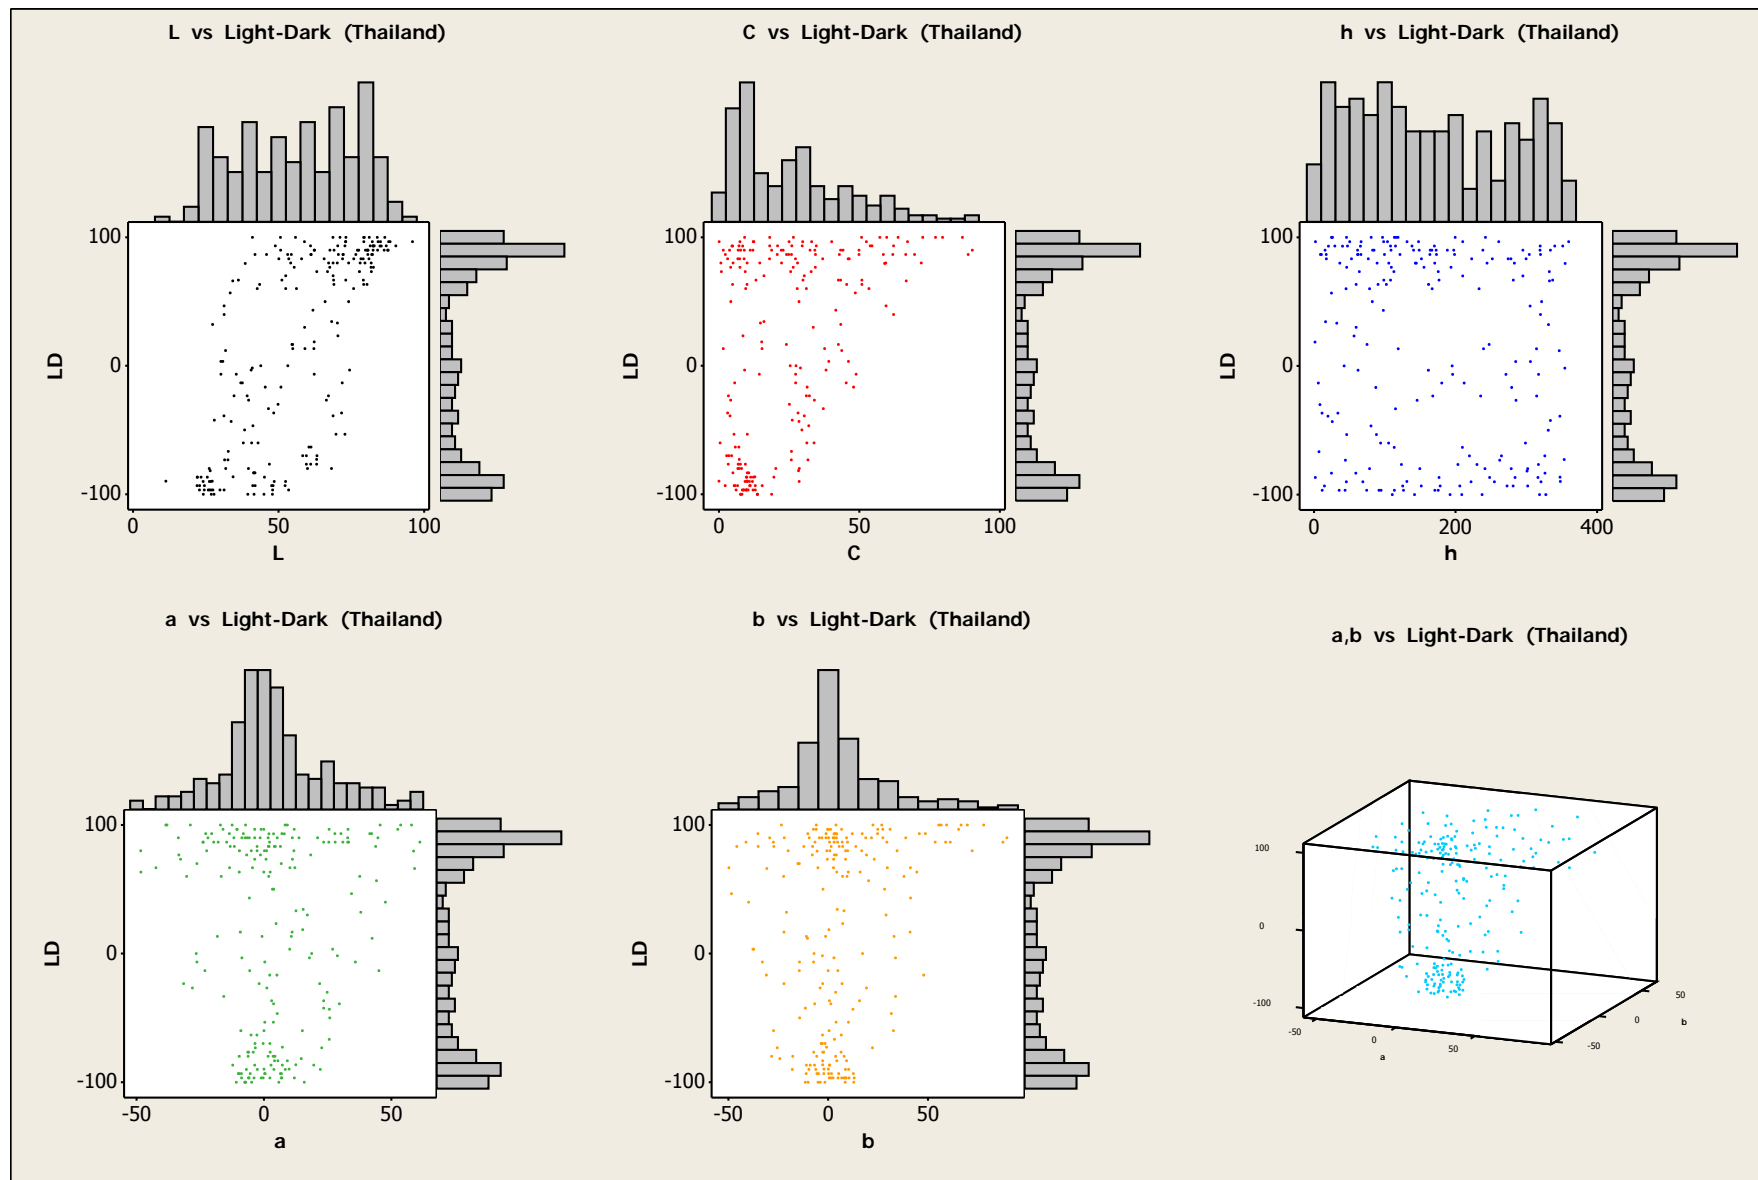 L vs Light-Dark (Thailand)
C vs Light-Dark (Thailand)
h vs Light-Dark (Thailand)
100
0
-100
LD
0
50
100
L
100
0
-100
LD
0
50
100
C
100
0
-100
LD
0
200
400
h
a vs Light-Dark (Thailand)
b vs Light-Dark (Thailand)
a,b vs Light-Dark (Thailand)
100
0
-100
LD
-50
0
50
a
100
0
-100
LD
-50
0
50
b
100
0
-100
-50
0
50
a
-50
0
50
b